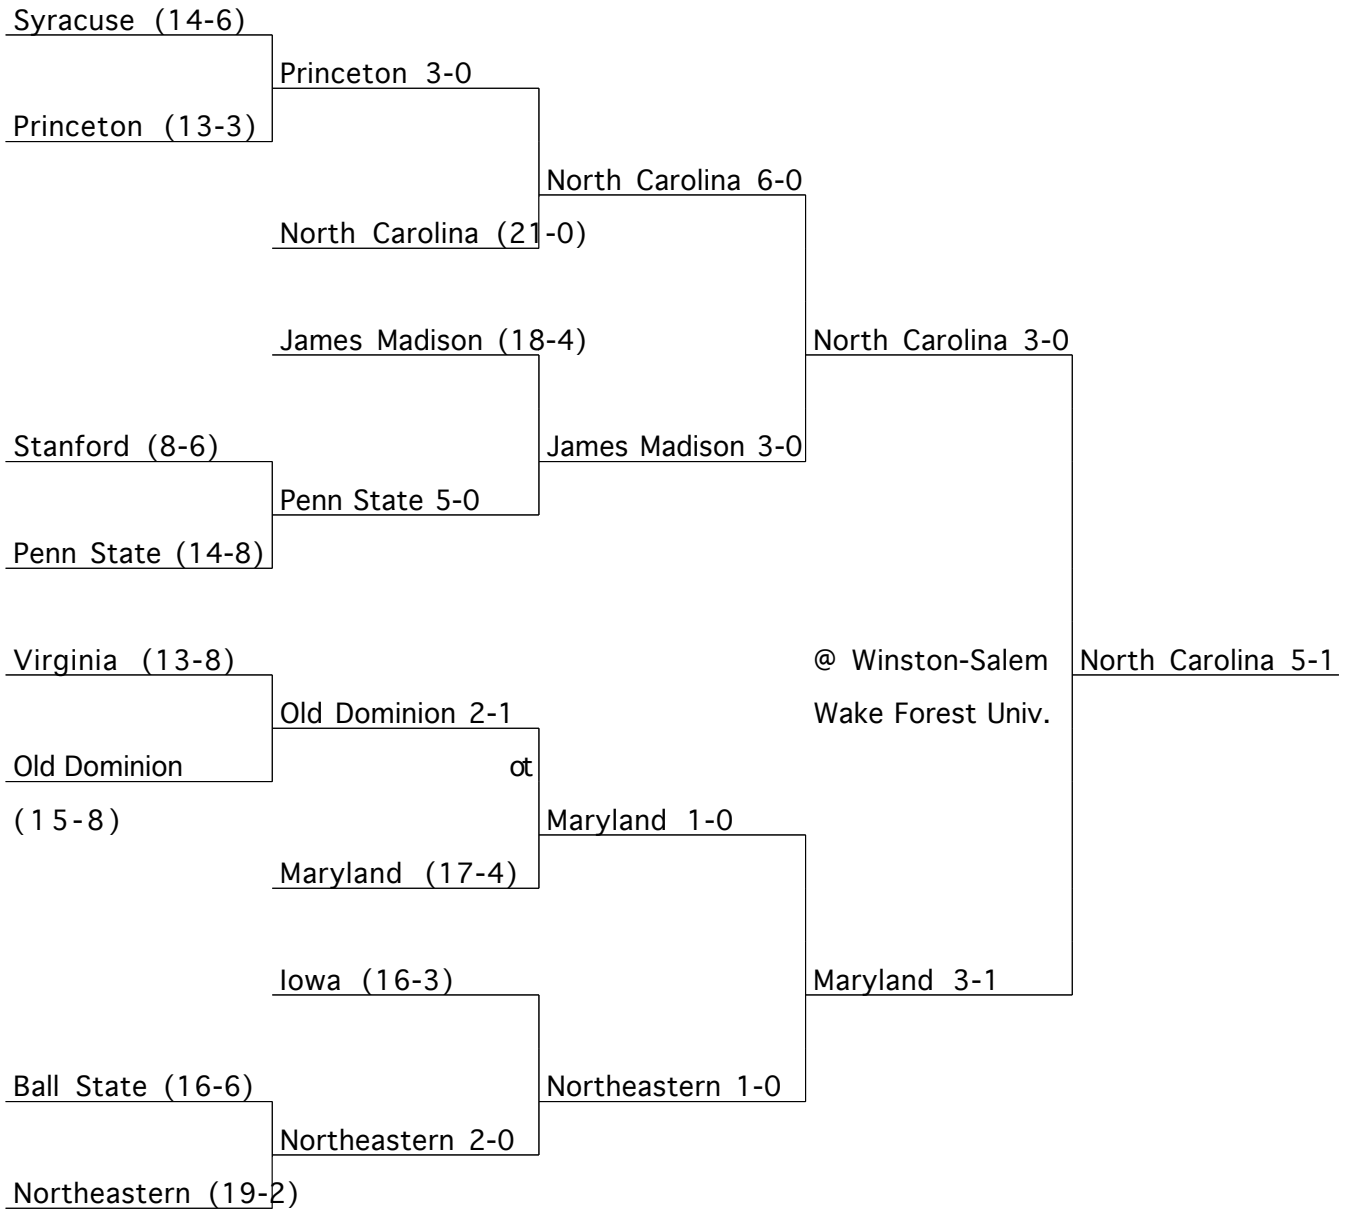 Syracuse (14-6)
Princeton 3-0
Princeton (13-3)
North Carolina 6-0
North Carolina (21-0)
James Madison (18-4)
North Carolina 3-0
Stanford (8-6)
James Madison 3-0
Penn State 5-0
Penn State (14-8)
Virginia (13-8)
@ Winston-Salem
North Carolina 5-1
Old Dominion 2-1
Wake Forest Univ.
Old Dominion
ot
(15-8)
Maryland 1-0
Maryland (17-4)
Iowa (16-3)
Maryland 3-1
Ball State (16-6)
Northeastern 1-0
Northeastern 2-0
Northeastern (19-2)